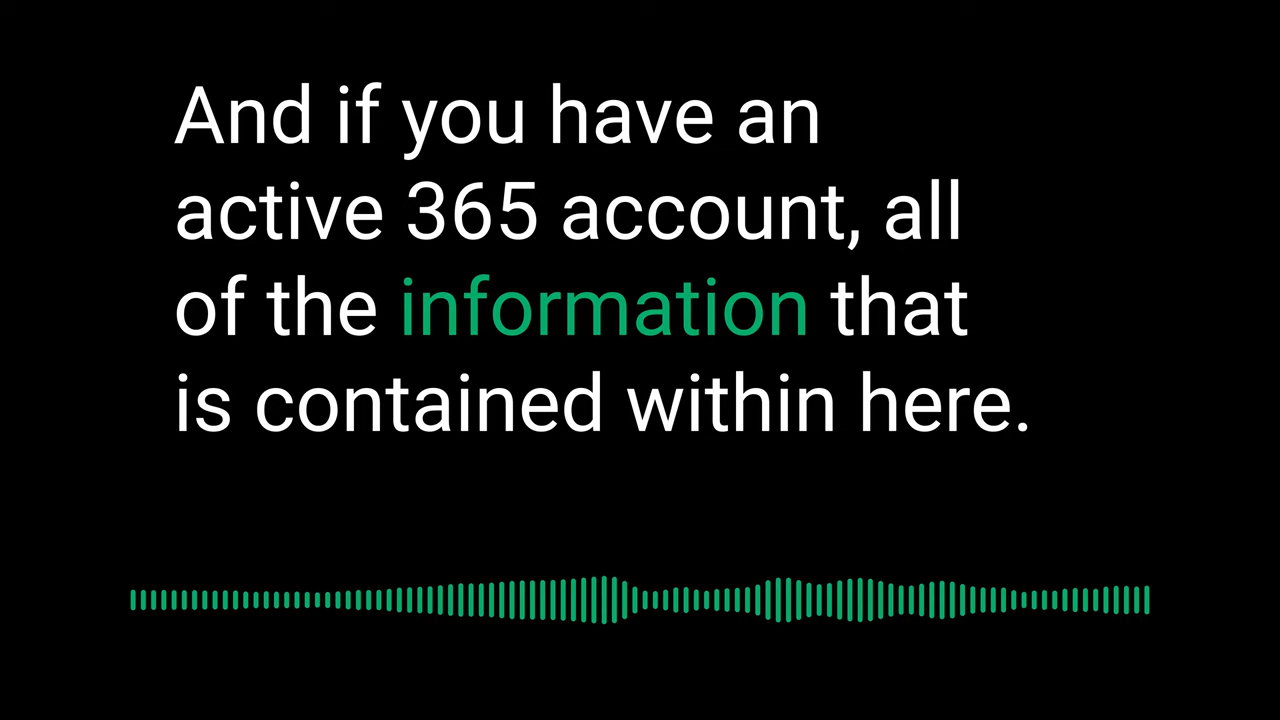 And if you have an
active 365 account, all
of the information that
is contained within here.